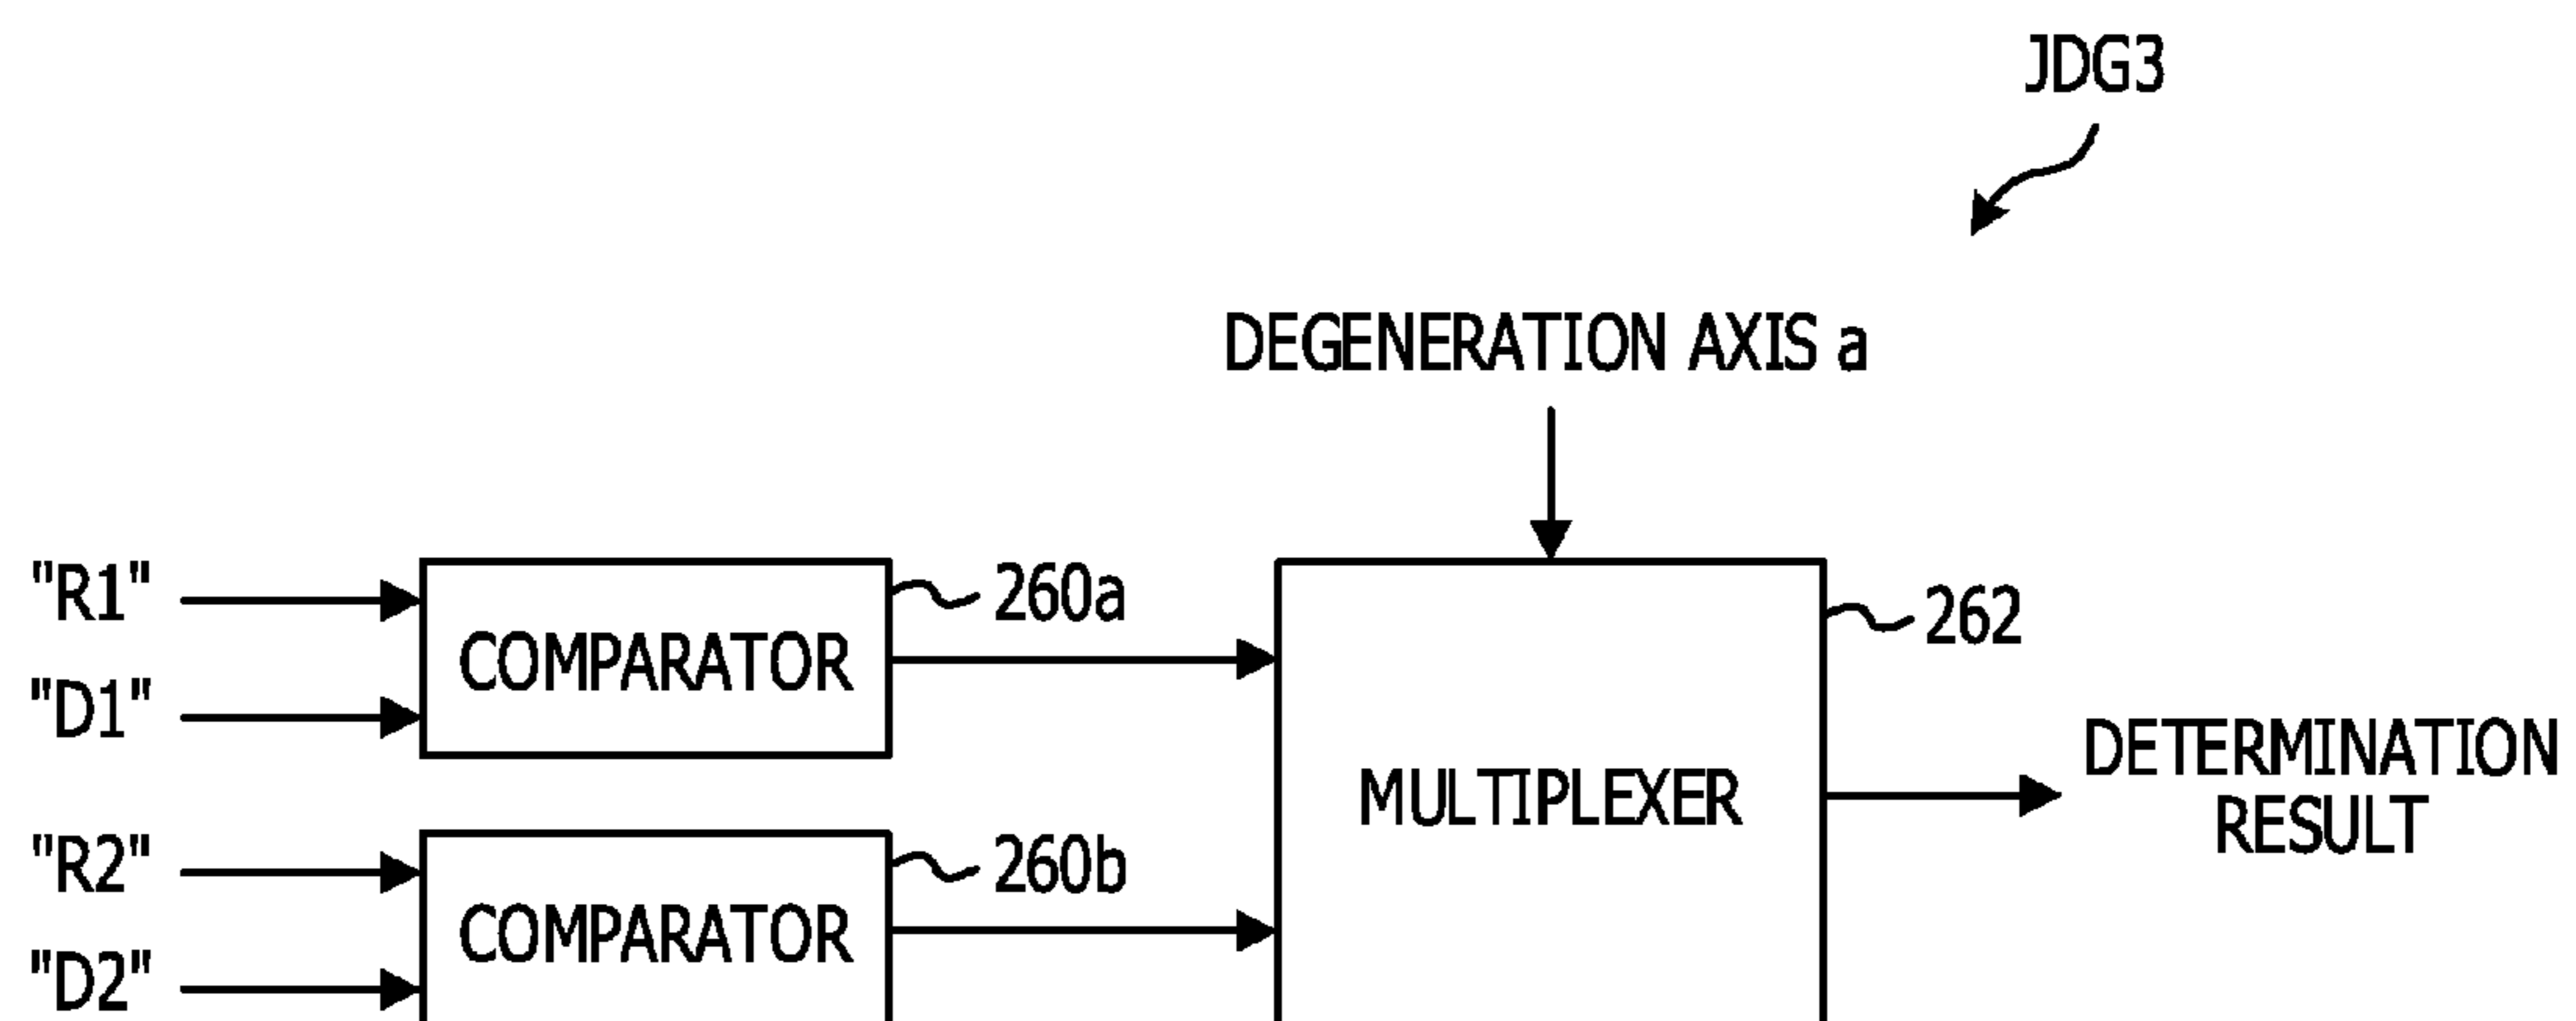 JDG3
DEGENERATION AXIS a
"R1"
"D1"
COMPARATOR
260a
"R2"
"D2"
COMPARATOR
260b
MULTIPLEXER
262
DETERMINATION
RESULT